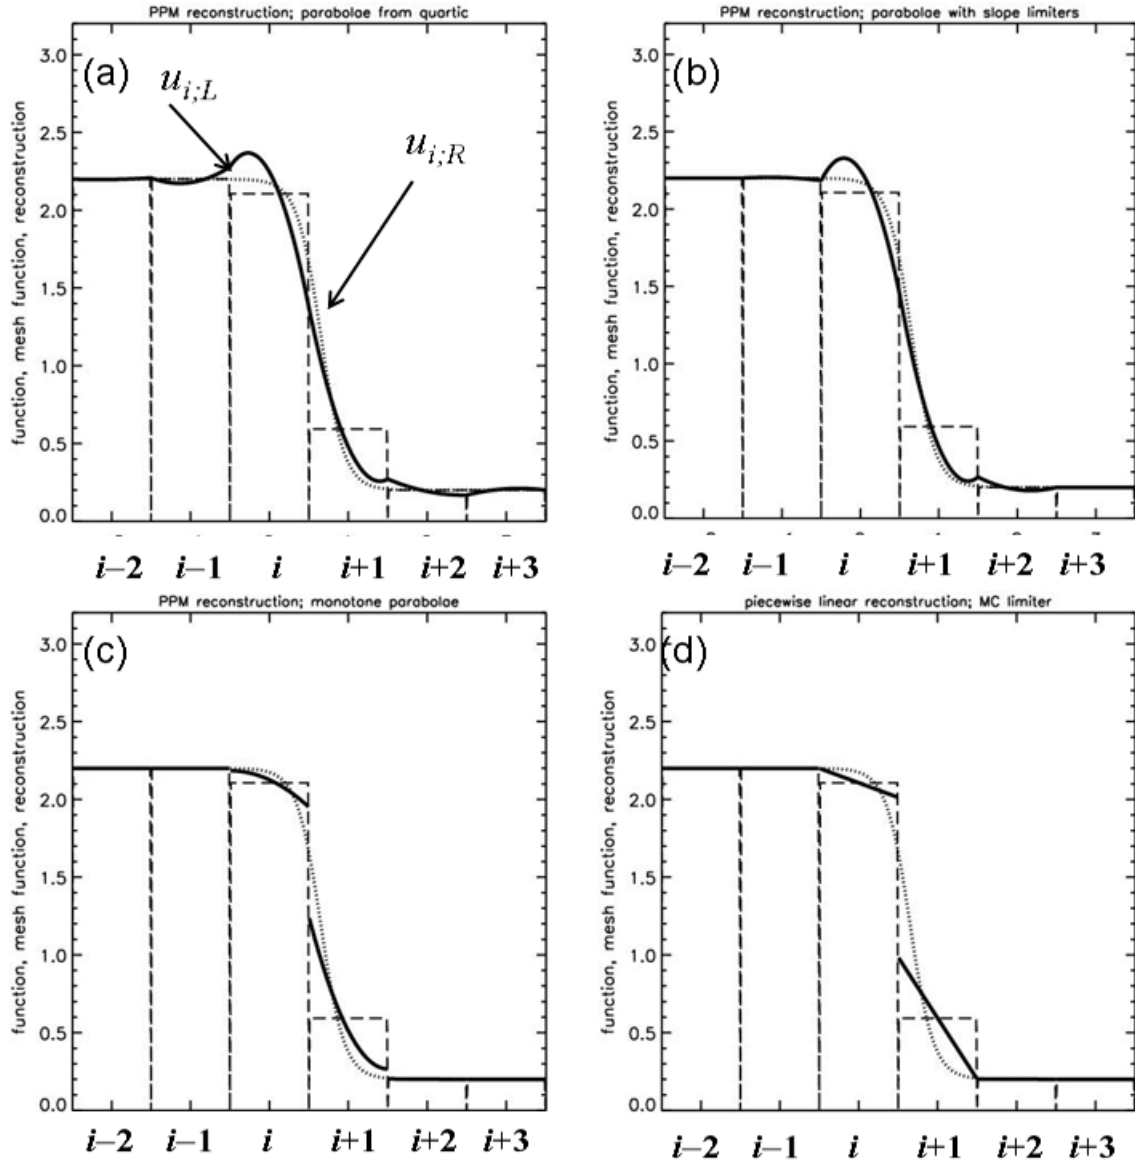 PPM reconstruction; parabolae from quartic
(a)
u_{i;L}
u_{i;R}
function, mesh function, reconstruction
3.0
2.5
2.0
1.5
1.0
0.5
0.0
i−2 i−1 i i+1 i+2 i+3
PPM reconstruction; parabolae with slope limiters
(b)
function, mesh function, reconstruction
3.0
2.5
2.0
1.5
1.0
0.5
0.0
i−2 i−1 i i+1 i+2 i+3
PPM reconstruction; monotone parabolae
(c)
function, mesh function, reconstruction
3.0
2.5
2.0
1.5
1.0
0.5
0.0
i−2 i−1 i i+1 i+2 i+3
piecewise linear reconstruction; MC limiter
(d)
function, mesh function, reconstruction
3.0
2.5
2.0
1.5
1.0
0.5
0.0
i−2 i−1 i i+1 i+2 i+3